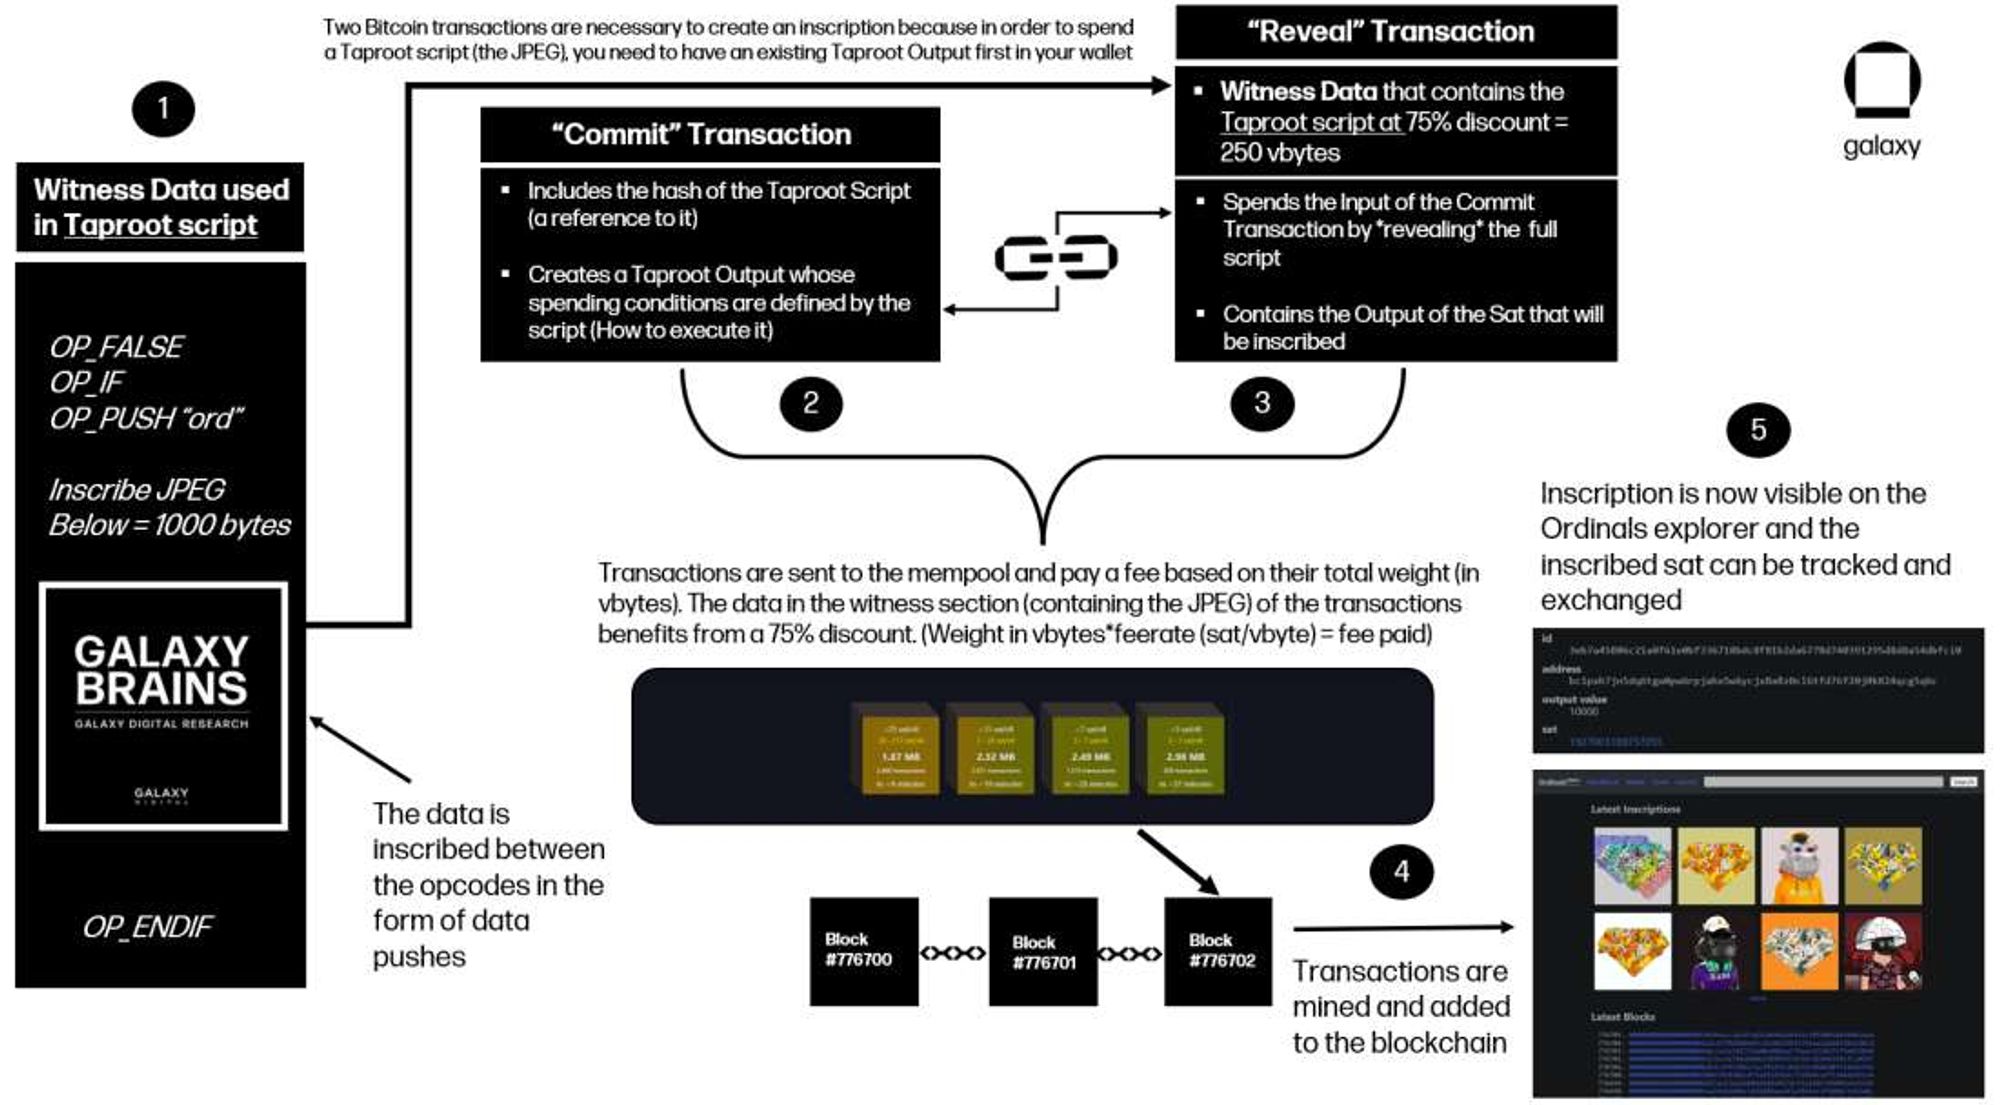 Two Bitcoin transactions are necessary to create an inscription because in order to spend
a Taproot script (the JPEG), you need to have an existing Taproot Output first in your wallet
1
Witness Data used
in Taproot script
OP_FALSE
OP_IF
OP_PUSH “ord”
Inscribe JPEG
Below = 1000 bytes
GALAXY
BRAINS
GALAXY DIGITAL RESEARCH
GALAXY
DIGITAL
OP_ENDIF
The data is
inscribed between
the opcodes in the
form of data
pushes
“Commit” Transaction
▪ Includes the hash of the Taproot Script
(a reference to it)
▪ Creates a Taproot Output whose
spending conditions are defined by the
script (How to execute it)
2
“Reveal” Transaction
▪ Witness Data that contains the
Taproot script at 75% discount =
250 vbytes
▪ Spends the Input of the Commit
Transaction by *revealing* the full
script
▪ Contains the Output of the Sat that will
be inscribed
3
galaxy
Transactions are sent to the mempool and pay a fee based on their total weight (in
vbytes). The data in the witness section (containing the JPEG) of the transactions
benefits from a 75% discount. (Weight in vbytes*feerate (sat/vbyte) = fee paid)
1.87 MB
2.32 MB
2.49 MB
2.98 MB
Block
#776700
Block
#776701
Block
#776702
4
Transactions are
mined and added
to the blockchain
5
Inscription is now visible on the
Ordinals explorer and the
inscribed sat can be tracked and
exchanged
id
address
output value
10000
sat
Search
Latest Inscriptions
Latest Blocks